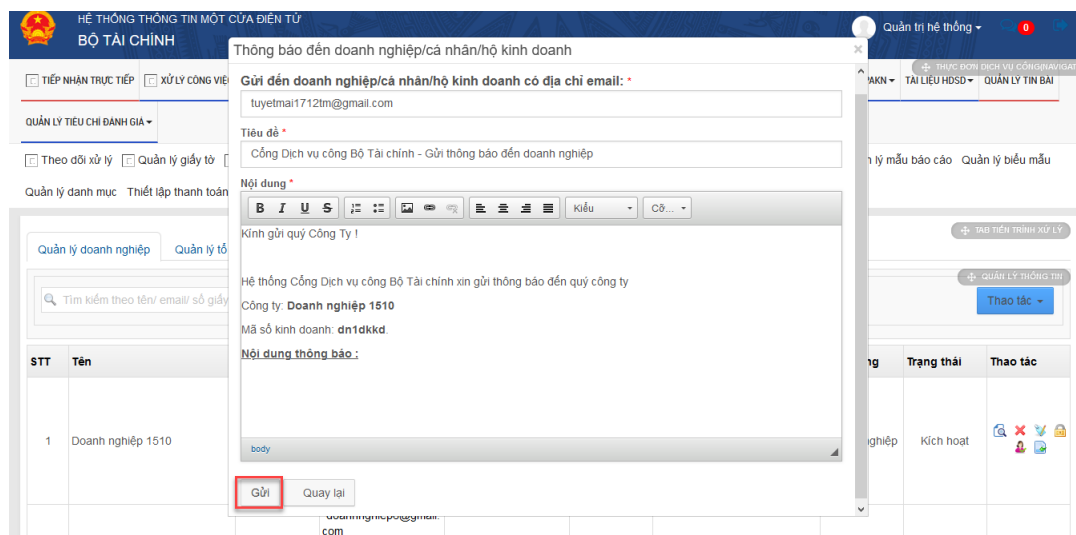 HỆ THỐNG THÔNG TIN MỘT CỬA ĐIỆN TỬ
BỘ TÀI CHÍNH
Quản trị hệ thống
0
Thông báo đến doanh nghiệp/cá nhân/hộ kinh doanh
×
TIẾP NHẬN TRỰC TIẾP
XỬ LÝ CÔNG VIỆ
TÀI LIỆU HDSD
QUẢN LÝ TIN BÀI
THỰC ĐƠN DỊCH VỤ CÔNG(NAVIGAT
QUẢN LÝ TIÊU CHÍ ĐÁNH GIÁ
Gửi đến doanh nghiệp/cá nhân/hộ kinh doanh có địa chỉ email: *
tuyetmai1712tm@gmail.com
Tiêu đề *
Cổng Dịch vụ công Bộ Tài chính - Gửi thông báo đến doanh nghiệp
Theo dõi xử lý
Quản lý giấy tờ
lý mẫu báo cáo
Quản lý biểu mẫu
Quản lý danh mục
Thiết lập thanh toán
Nội dung *
B I U S
Kiểu
Cỡ...
Kính gửi quý Công Ty !
Hệ thống Cổng Dịch vụ công Bộ Tài chính xin gửi thông báo đến quý công ty
Công ty: Doanh nghiệp 1510
Mã số kinh doanh: dn1dkkd.
Nội dung thông báo :
body
Gửi
Quay lại
TAB TIẾN TRÌNH XỬ LÝ
Quản lý doanh nghiệp
Quản lý tổ
QUẢN LÝ THÔNG TIN
Tìm kiếm theo tên/ email/ số giấy
Thao tác
STT
Tên
ng
Trạng thái
Thao tác
1
Doanh nghiệp 1510
nghiệp
Kích hoạt
com